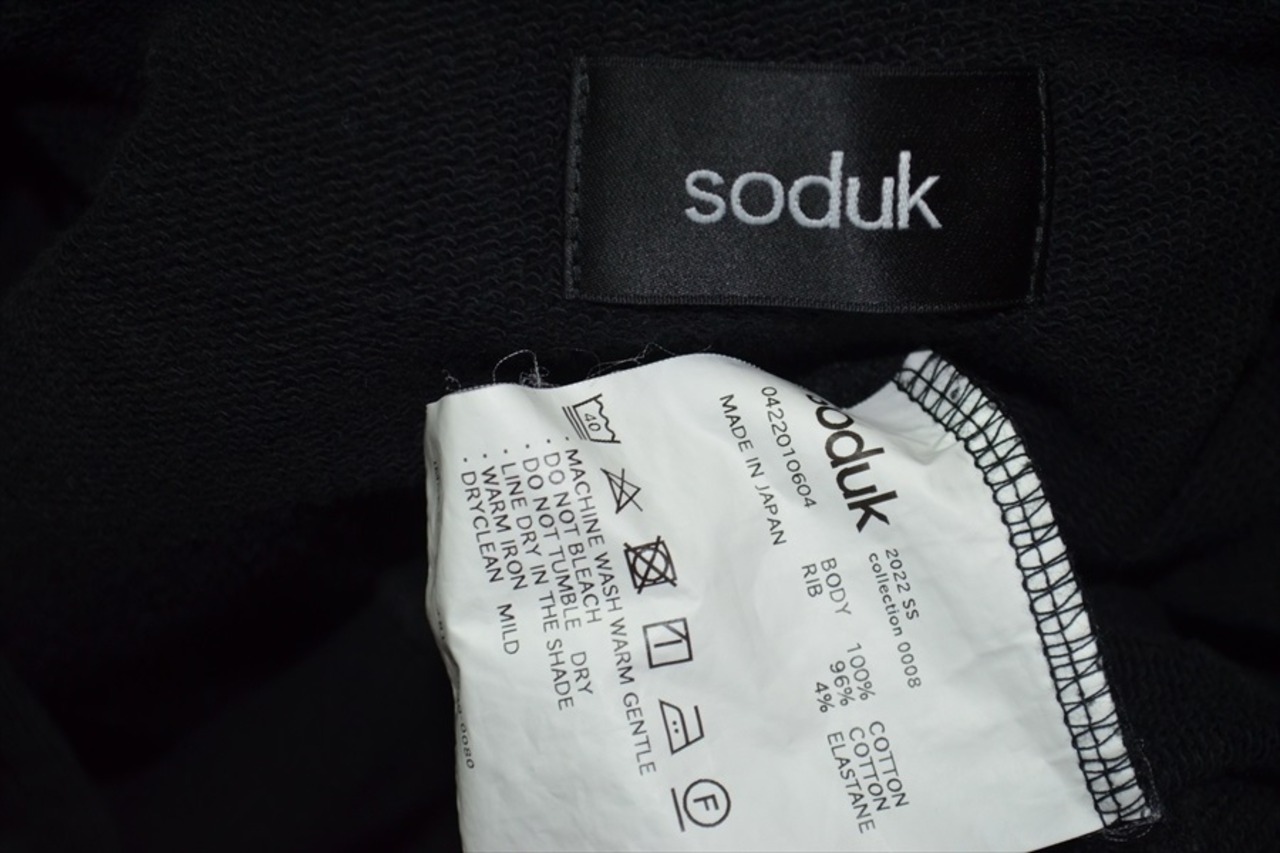 soduk
soduk
2022 SS
collection 0008
0422010604
MADE IN JAPAN
BODY 100% COTTON
RIB 96% COTTON
4% ELASTANE
40
F
· MACHINE WASH WARM GENTLE
· DO NOT BLEACH
· DO NOT TUMBLE DRY
· LINE DRY IN THE SHADE
· WARM IRON
· DRYCLEAN MILD